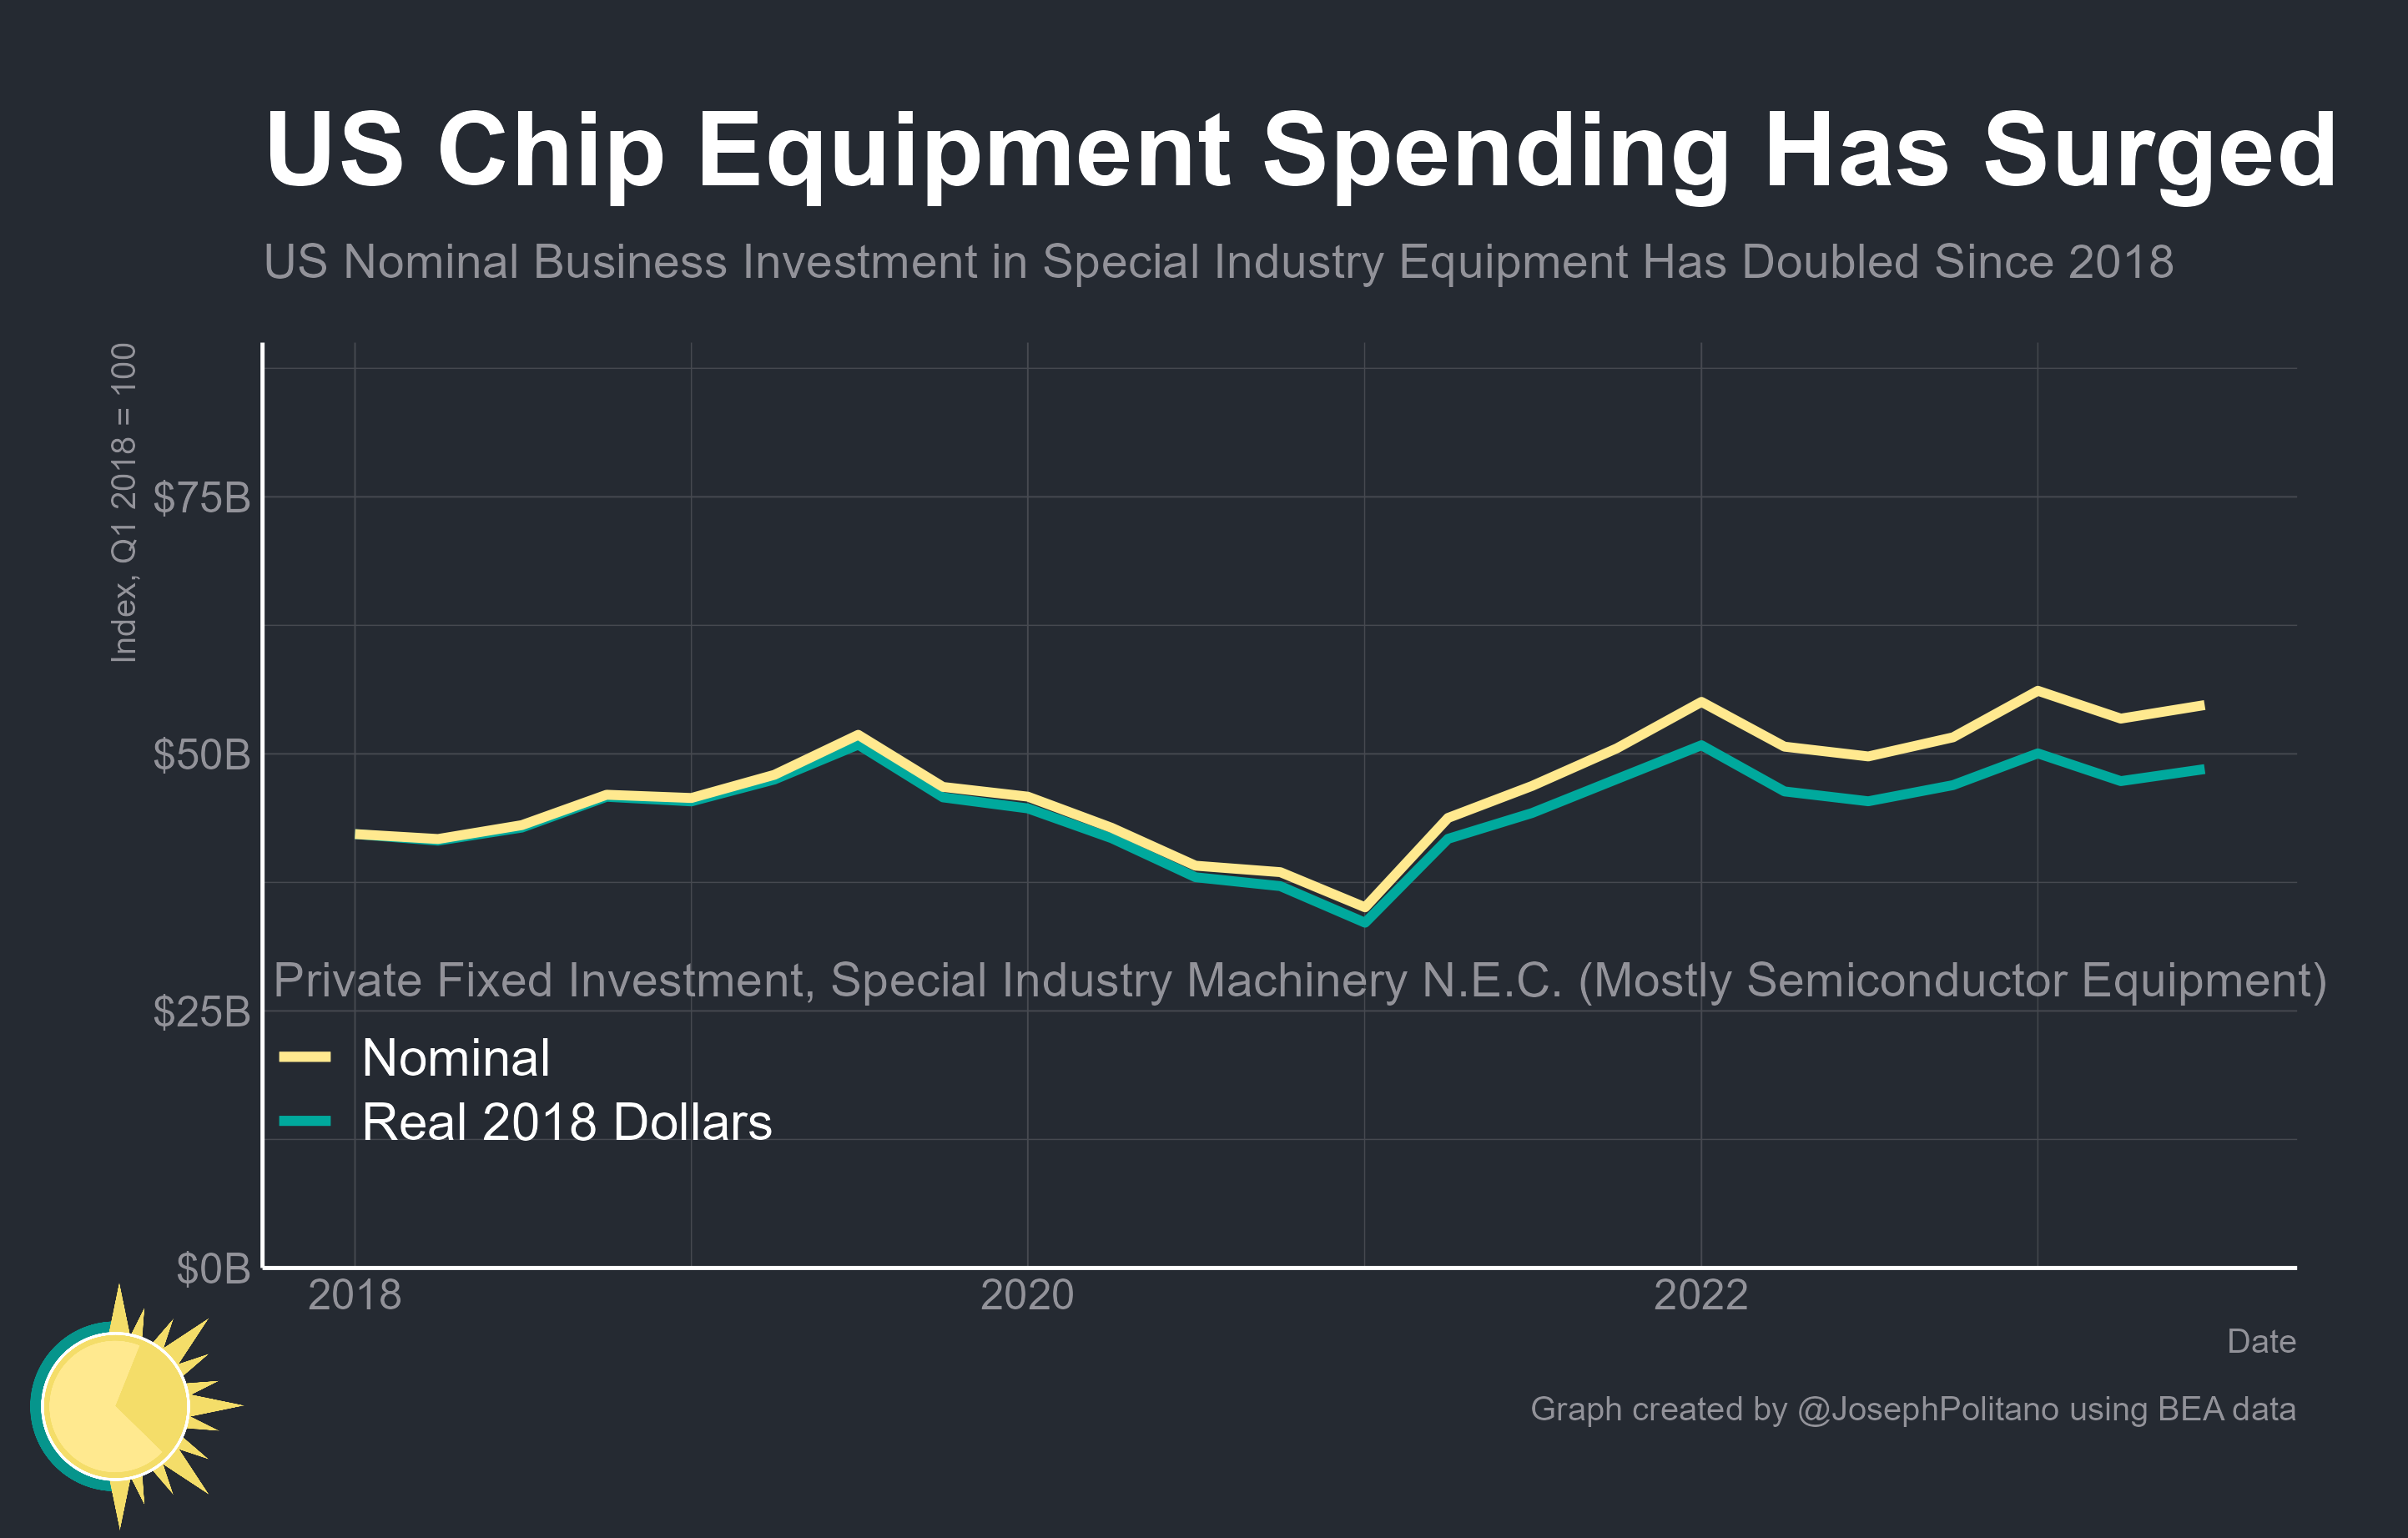 US Chip Equipment Spending Has Surged
US Nominal Business Investment in Special Industry Equipment Has Doubled Since 2018
Index, Q1 2018 = 100
$75B
$50B
Private Fixed Investment, Special Industry Machinery N.E.C. (Mostly Semiconductor Equipment)
$25B
Nominal
Real 2018 Dollars
$0B
2018 2020 2022
Date
Graph created by @JosephPolitano using BEA data